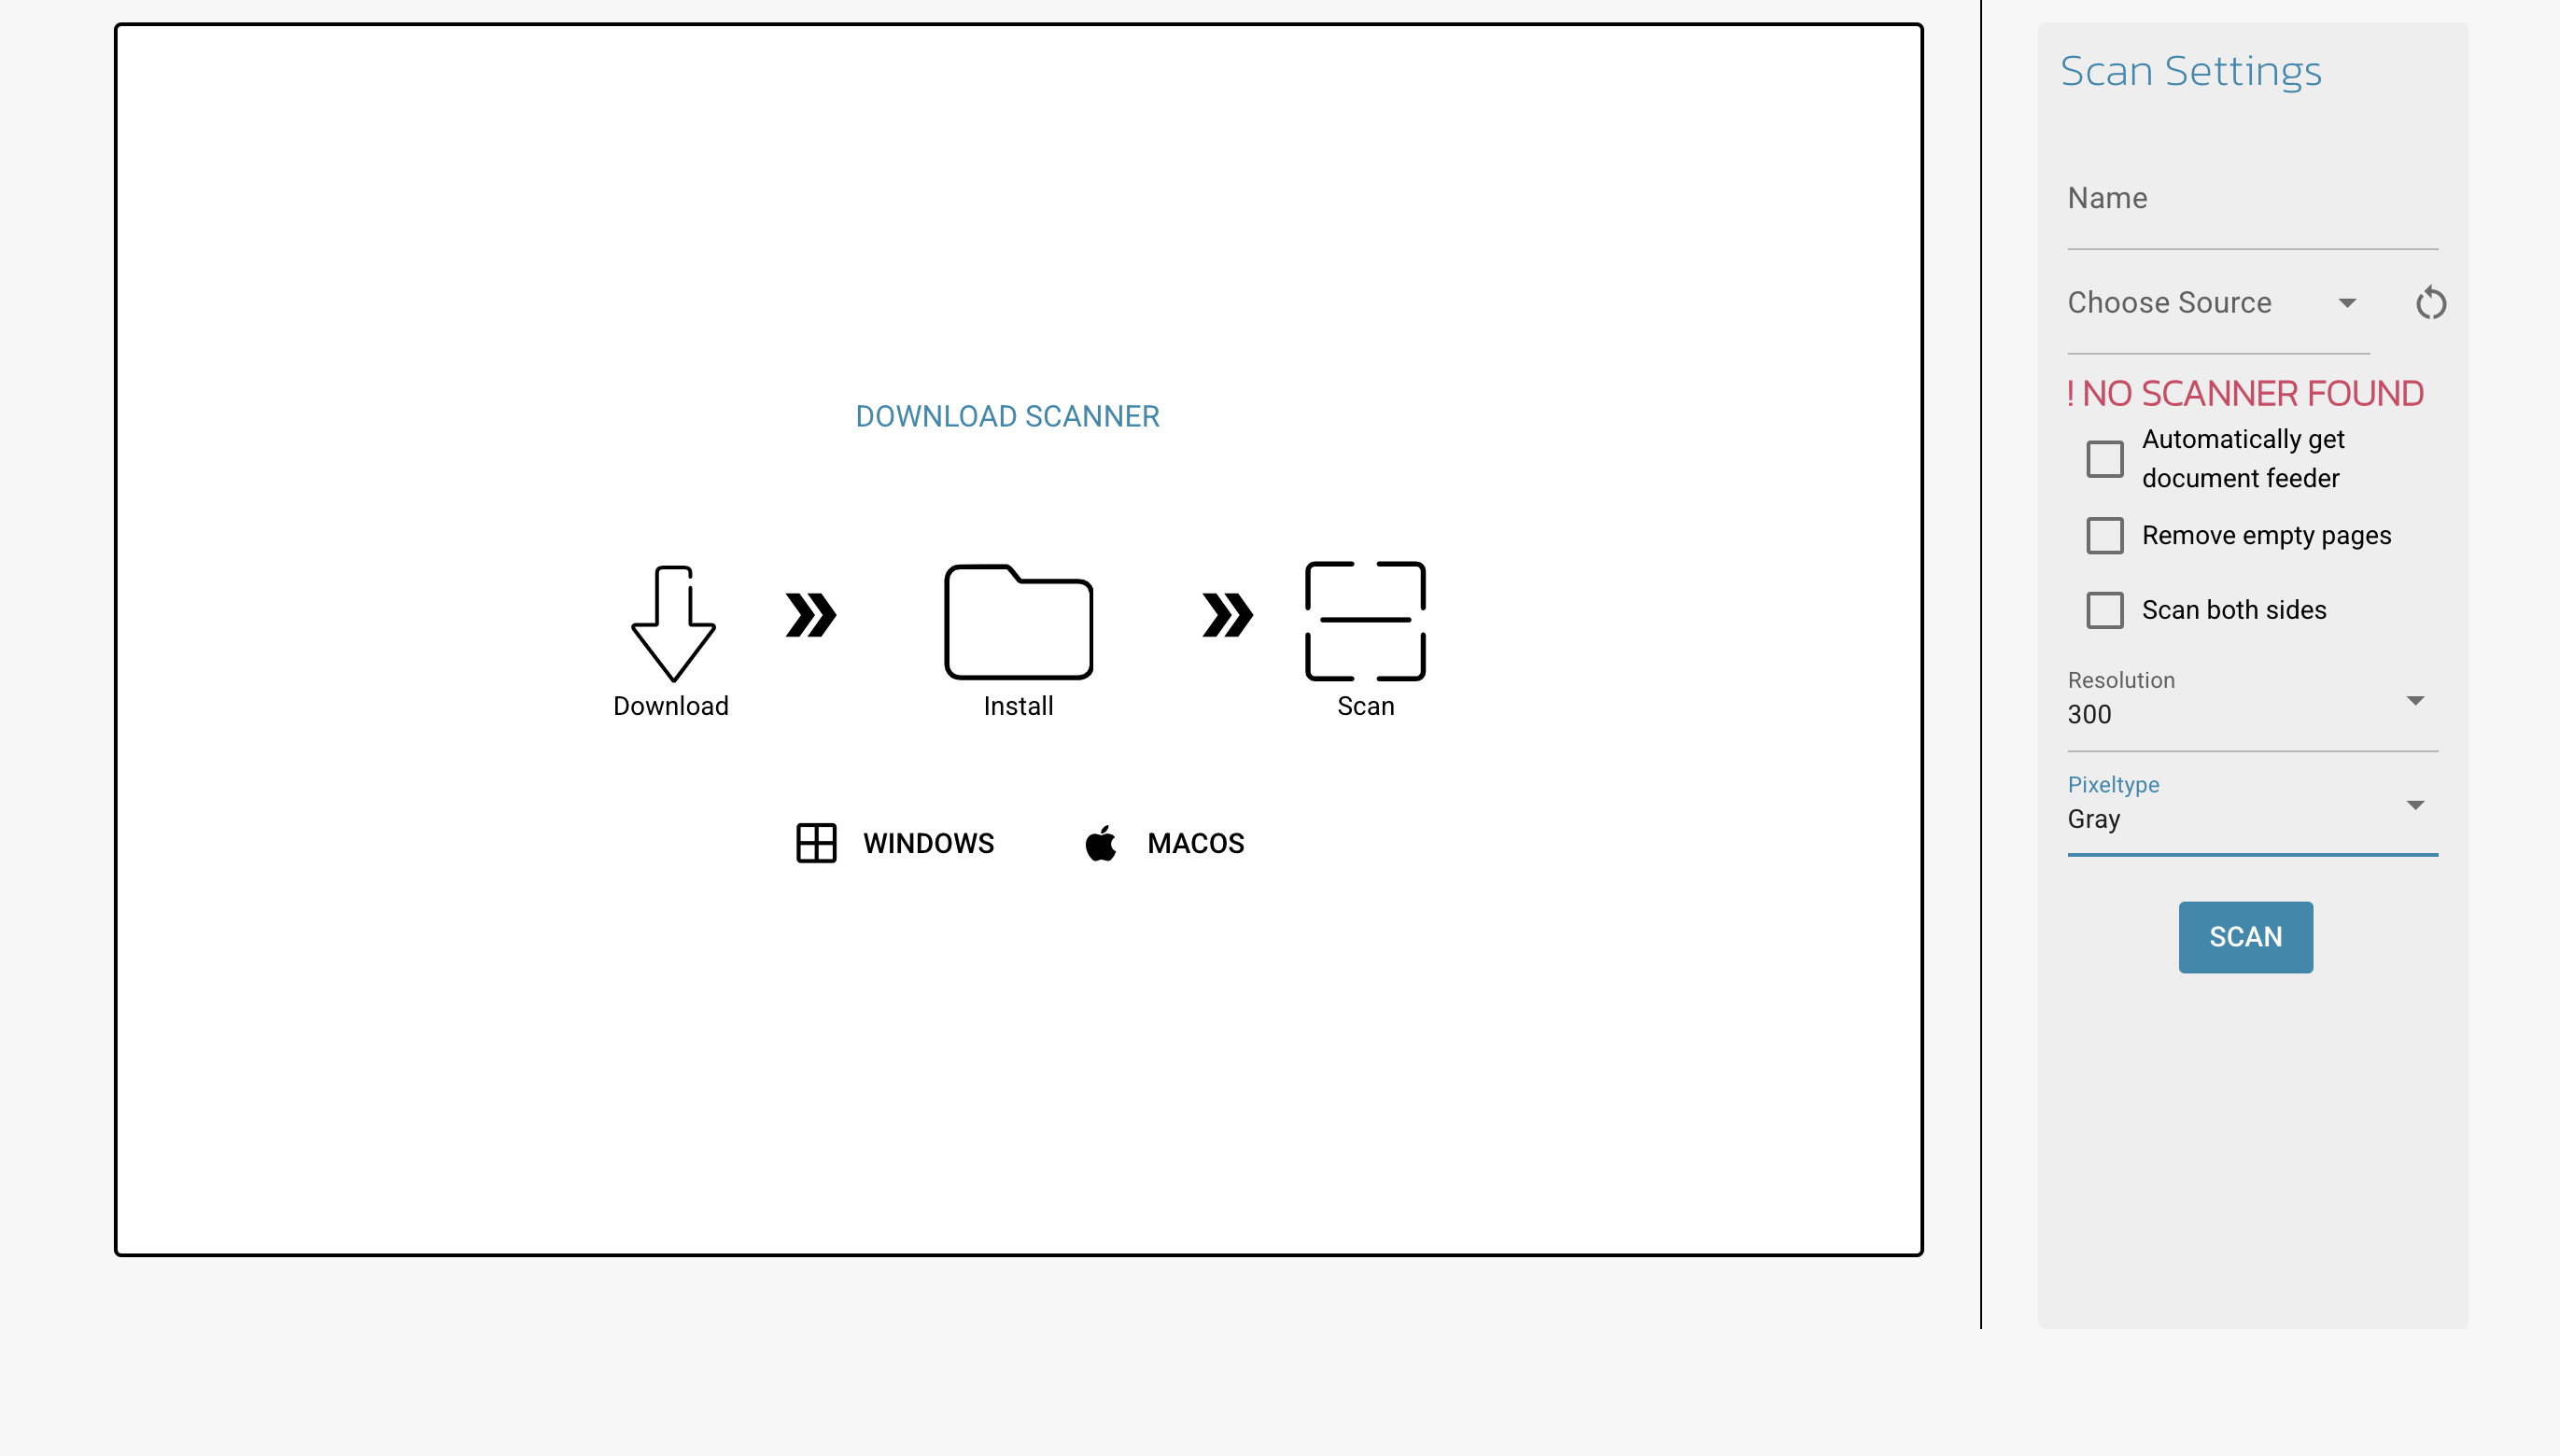 DOWNLOAD SCANNER
Download
Install
Scan
WINDOWS
MACOS
Scan Settings
Name
Choose Source
! NO SCANNER FOUND
Automatically get
document feeder
Remove empty pages
Scan both sides
Resolution
300
Pixeltype
Gray
SCAN